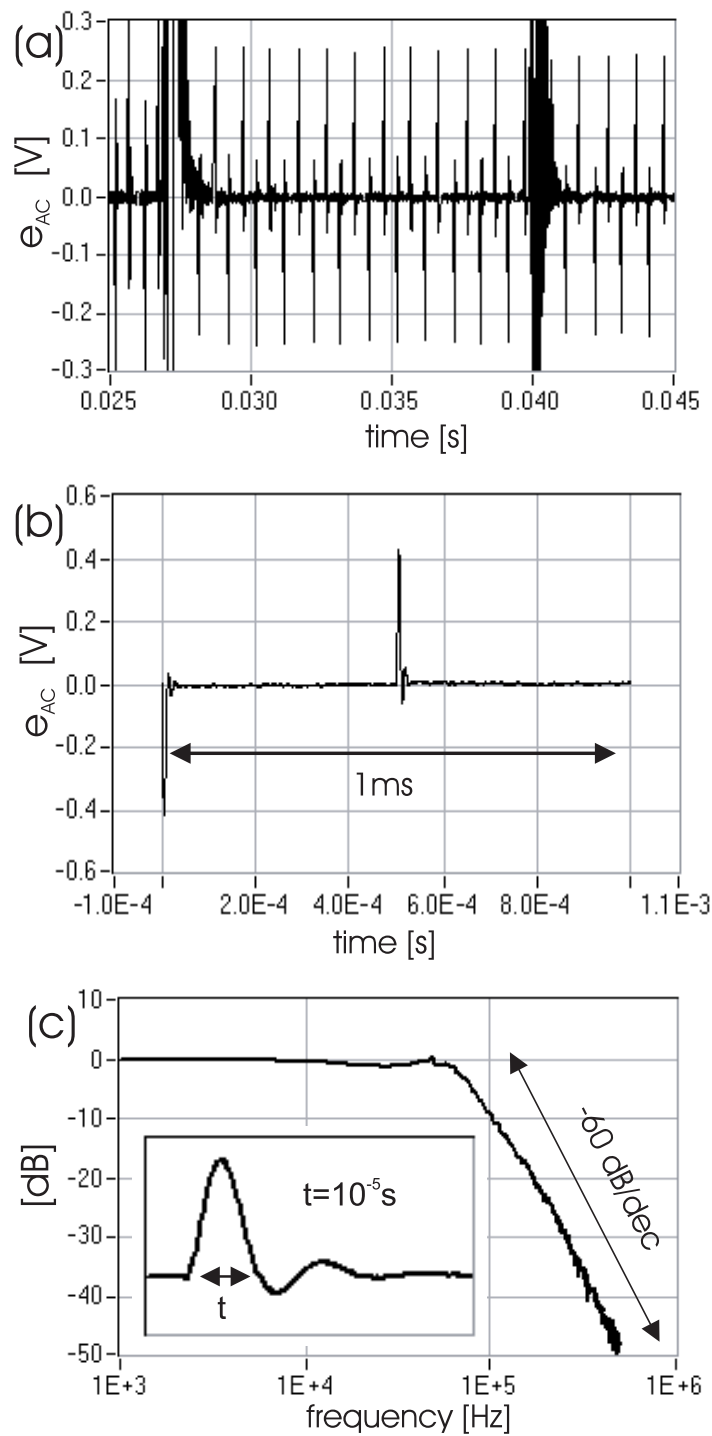 (a)
0.3
0.2
0.1
0.0
-0.1
-0.2
-0.3
eAC [V]
0.025 0.030 0.035 0.040 0.045
time [s]
(b)
0.6
0.4
0.2
0.0
-0.2
-0.4
-0.6
eAC [V]
1ms
-1.0E-4 2.0E-4 4.0E-4 6.0E-4 8.0E-4 1.1E-3
time [s]
(c)
10
0
-10
-20
-30
-40
-50
[dB]
-60 dB/dec
t=10-5s
t
1E+3 1E+4 1E+5 1E+6
frequency [Hz]